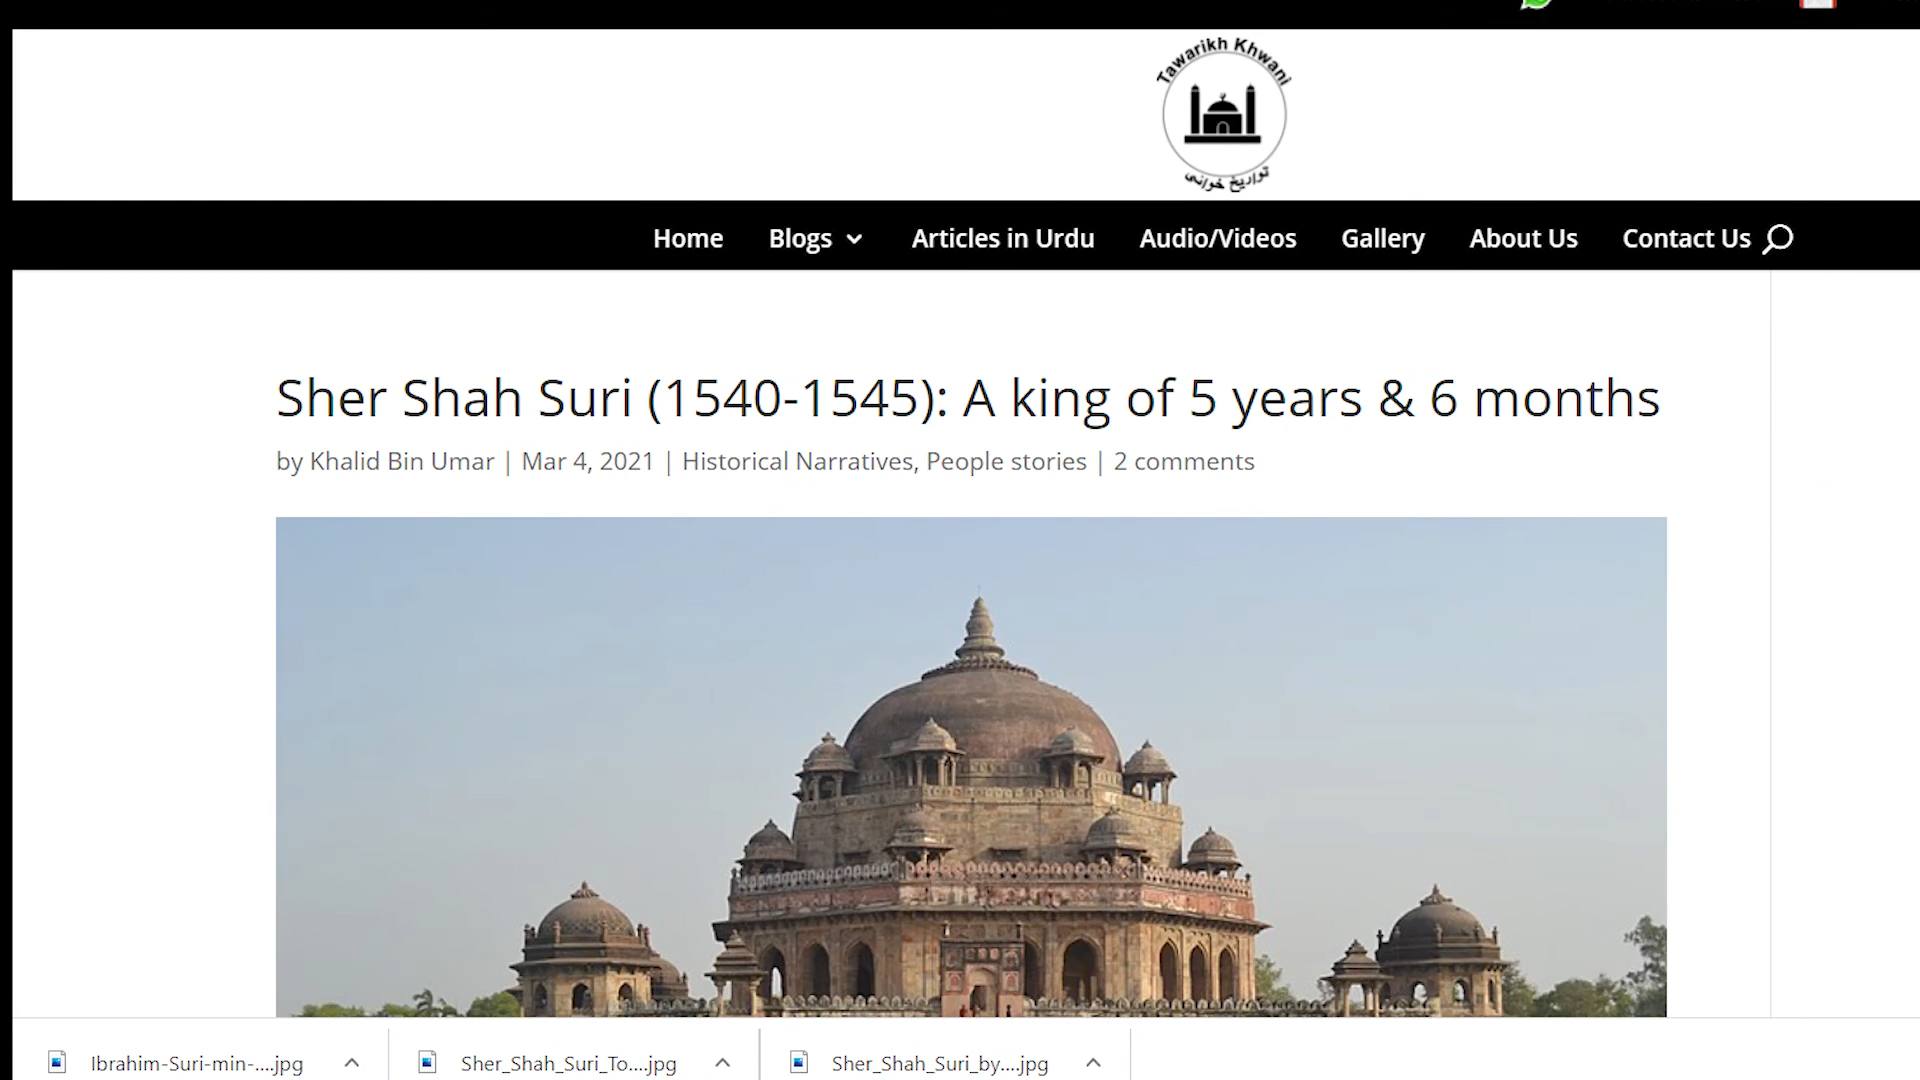 Tawarikh Khwani
تواریخ خوانی
Home Blogs Articles in Urdu Audio/Videos Gallery About Us Contact Us
Sher Shah Suri (1540-1545): A king of 5 years & 6 months
by Khalid Bin Umar | Mar 4, 2021 | Historical Narratives, People stories | 2 comments
Ibrahim-Suri-min-....jpg Sher_Shah_Suri_To....jpg Sher_Shah_Suri_by....jpg